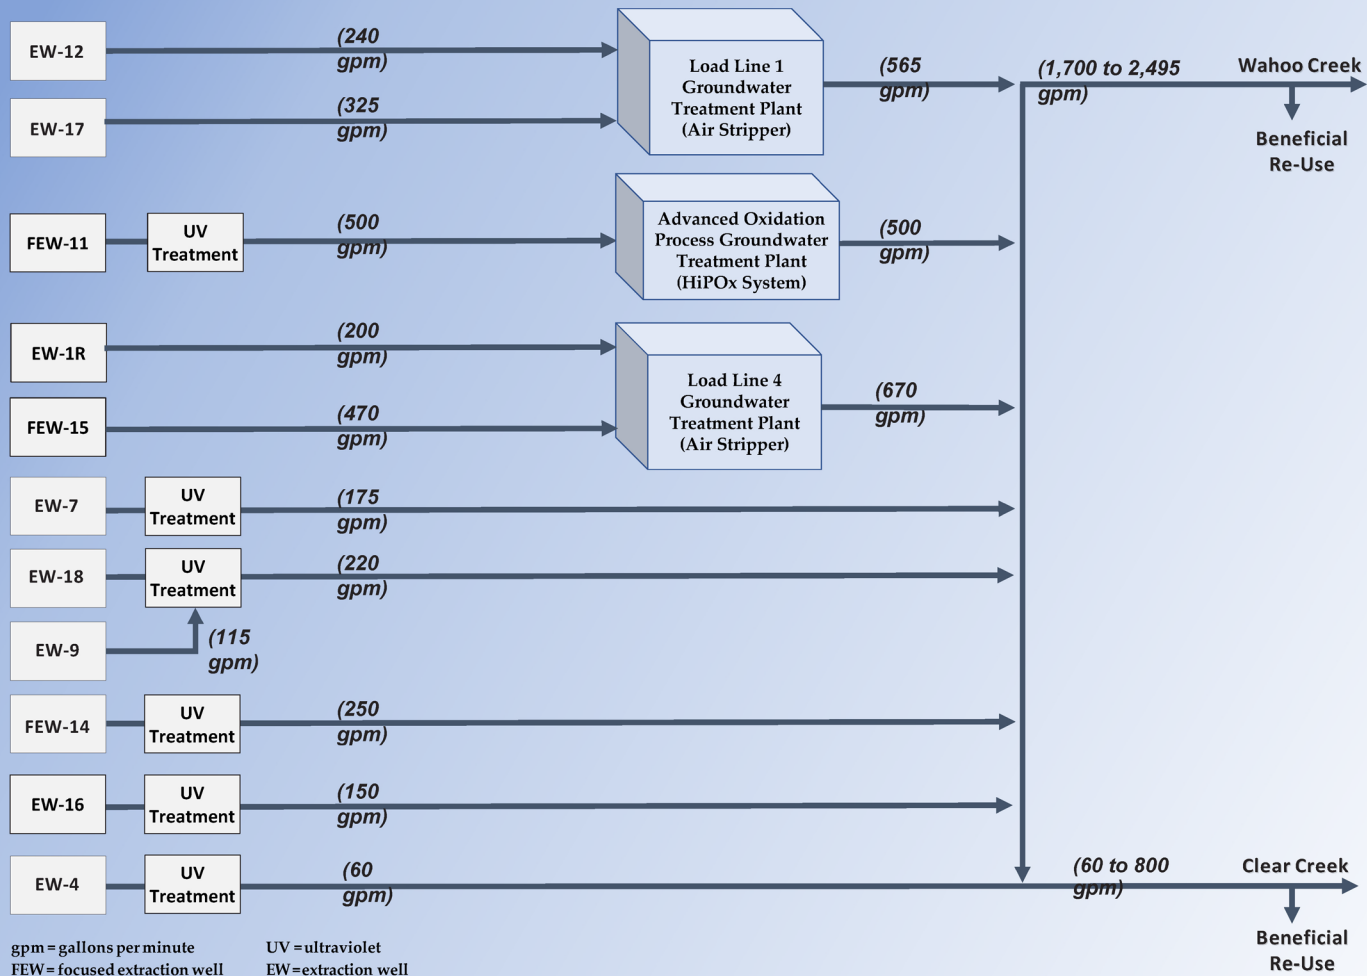 EW-12
(240
gpm)
EW-17
(325
gpm)
Load Line 1
Groundwater
Treatment Plant
(Air Stripper)
(565
gpm)
(1,700 to 2,495
gpm)
Wahoo Creek
Beneficial
Re-Use
FEW-11
UV
Treatment
(500
gpm)
Advanced Oxidation
Process Groundwater
Treatment Plant
(HiPOx System)
(500
gpm)
EW-1R
(200
gpm)
FEW-15
(470
gpm)
Load Line 4
Groundwater
Treatment Plant
(Air Stripper)
(670
gpm)
EW-7
UV
Treatment
(175
gpm)
EW-18
UV
Treatment
(220
gpm)
EW-9
(115
gpm)
FEW-14
UV
Treatment
(250
gpm)
EW-16
UV
Treatment
(150
gpm)
EW-4
UV
Treatment
(60
gpm)
(60 to 800
gpm)
Clear Creek
Beneficial
Re-Use
gpm = gallons per minute
UV = ultraviolet
FEW = focused extraction well
EW = extraction well